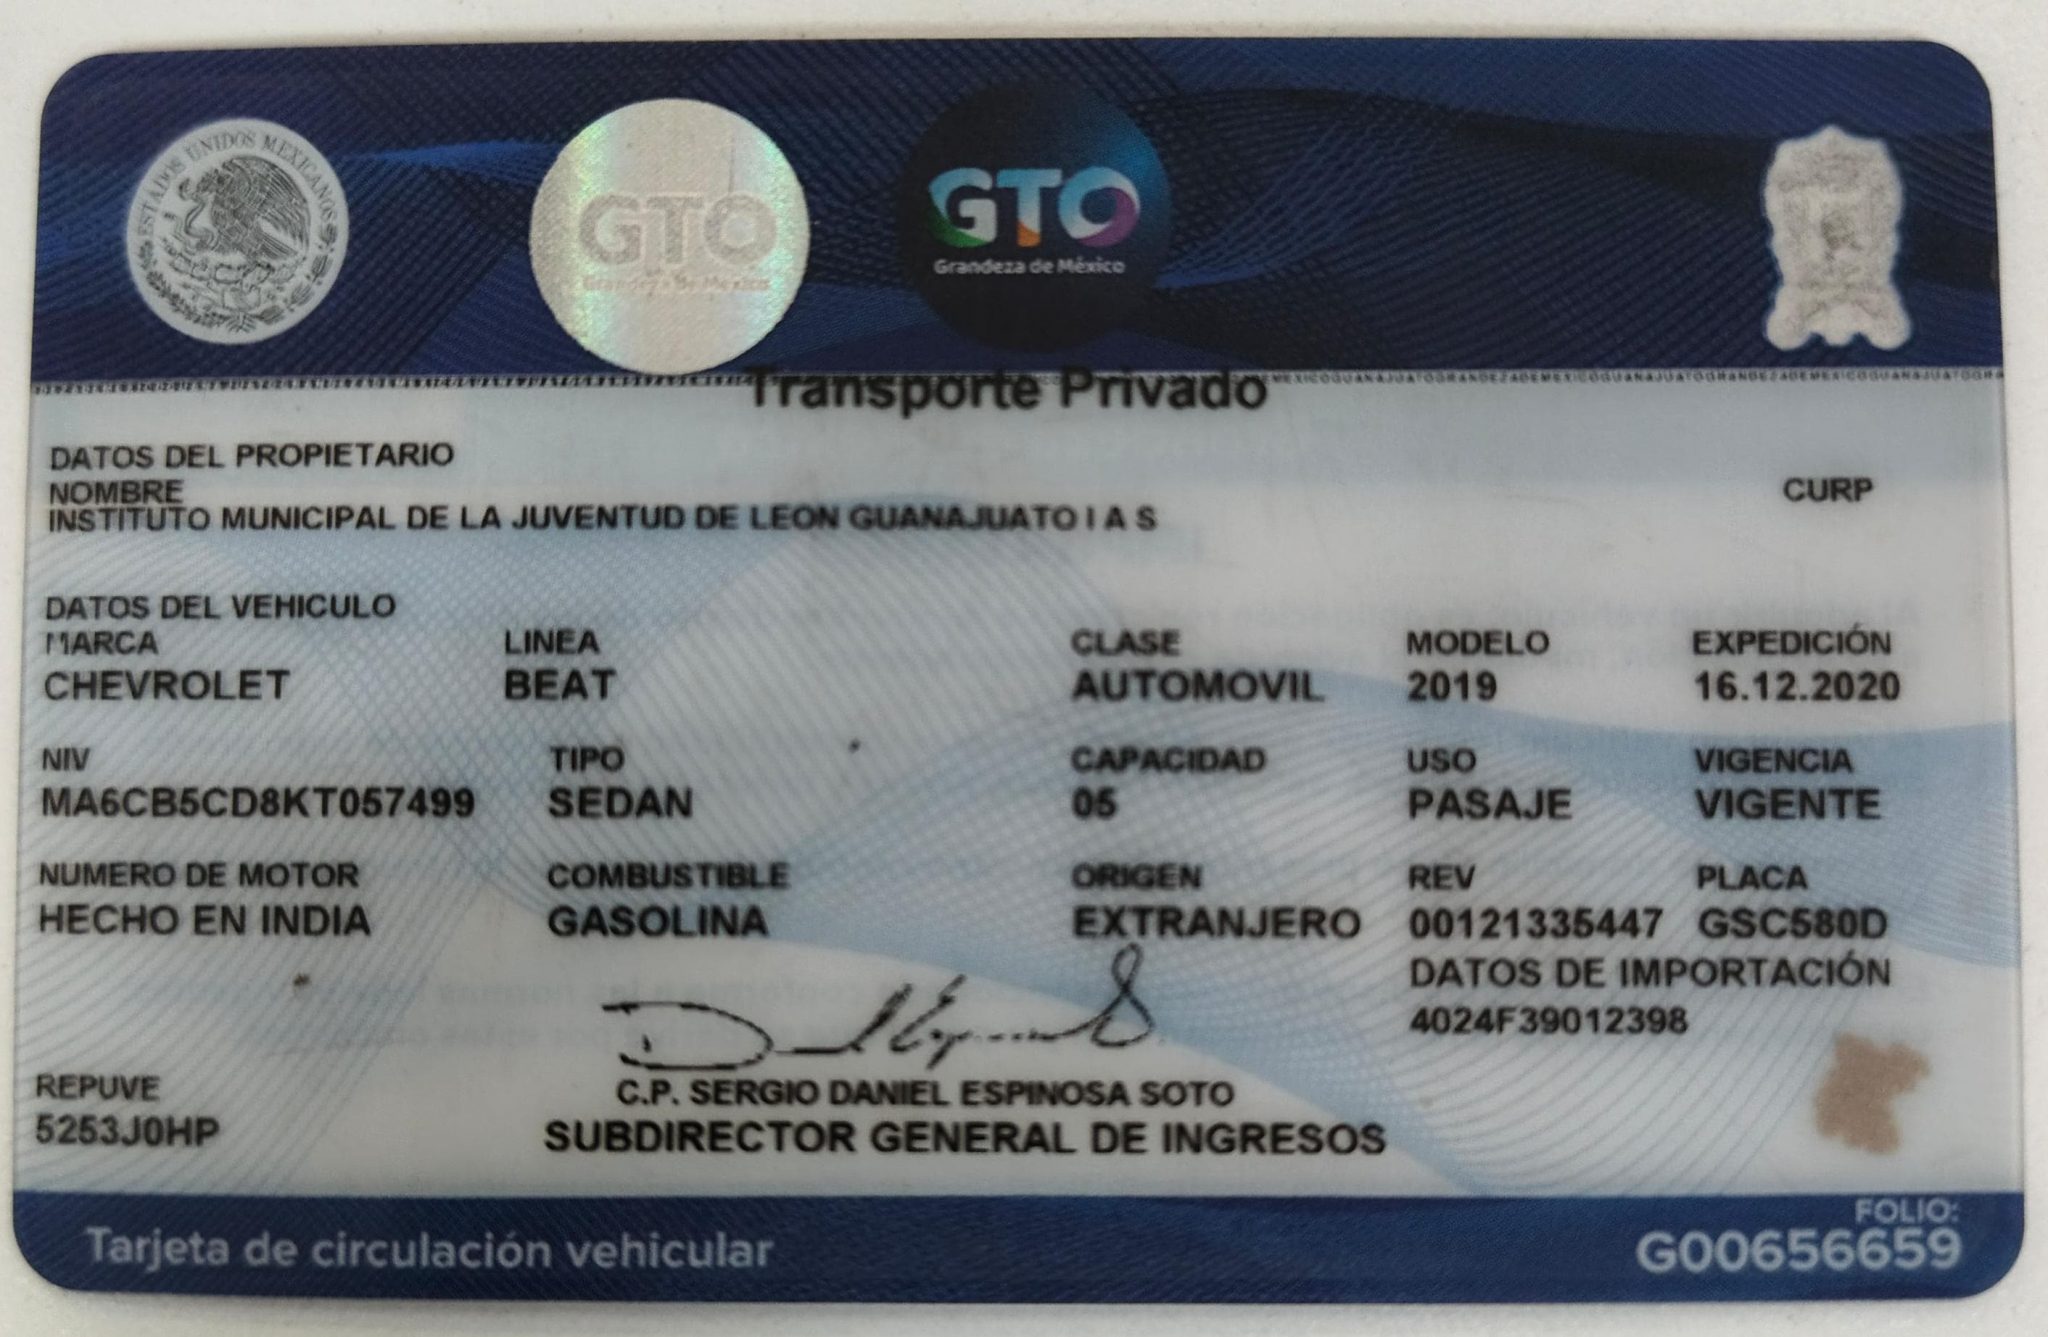 ESTADOS UNIDOS MEXICANOS
GTO
Grandeza de México
GTO
Grandeza de México
Transporte Privado
DATOS DEL PROPIETARIO
NOMBRE CURP
INSTITUTO MUNICIPAL DE LA JUVENTUD DE LEON GUANAJUATO I A S
DATOS DEL VEHICULO
MARCA LINEA CLASE MODELO EXPEDICIÓN
CHEVROLET BEAT AUTOMOVIL 2019 16.12.2020
NIV TIPO CAPACIDAD USO VIGENCIA
MA6CB5CD8KT057499 SEDAN 05 PASAJE VIGENTE
NUMERO DE MOTOR COMBUSTIBLE ORIGEN REV PLACA
HECHO EN INDIA GASOLINA EXTRANJERO 00121335447 GSC580D
DATOS DE IMPORTACIÓN
4024F39012398
REPUVE
5253J0HP
C.P. SERGIO DANIEL ESPINOSA SOTO
SUBDIRECTOR GENERAL DE INGRESOS
Tarjeta de circulación vehicular
FOLIO:
G00656659